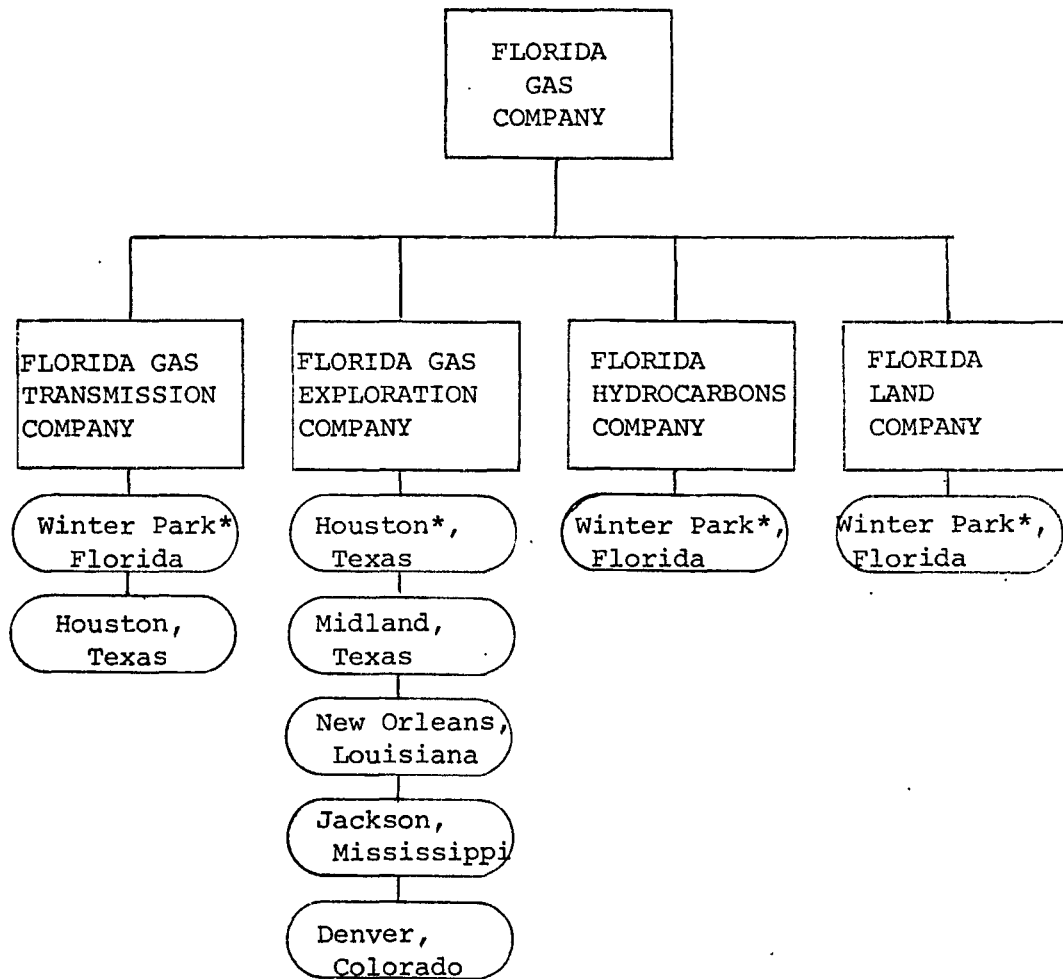 FLORIDA
GAS
COMPANY
FLORIDA GAS
TRANSMISSION
COMPANY
FLORIDA GAS
EXPLORATION
COMPANY
FLORIDA
HYDROCARBONS
COMPANY
FLORIDA
LAND
COMPANY
Winter Park*
Florida
Houston,
Texas
Houston*,
Texas
Midland,
Texas
New Orleans,
Louisiana
Jackson,
Mississippi
Denver,
Colorado
Winter Park*,
Florida
Winter Park*,
Florida